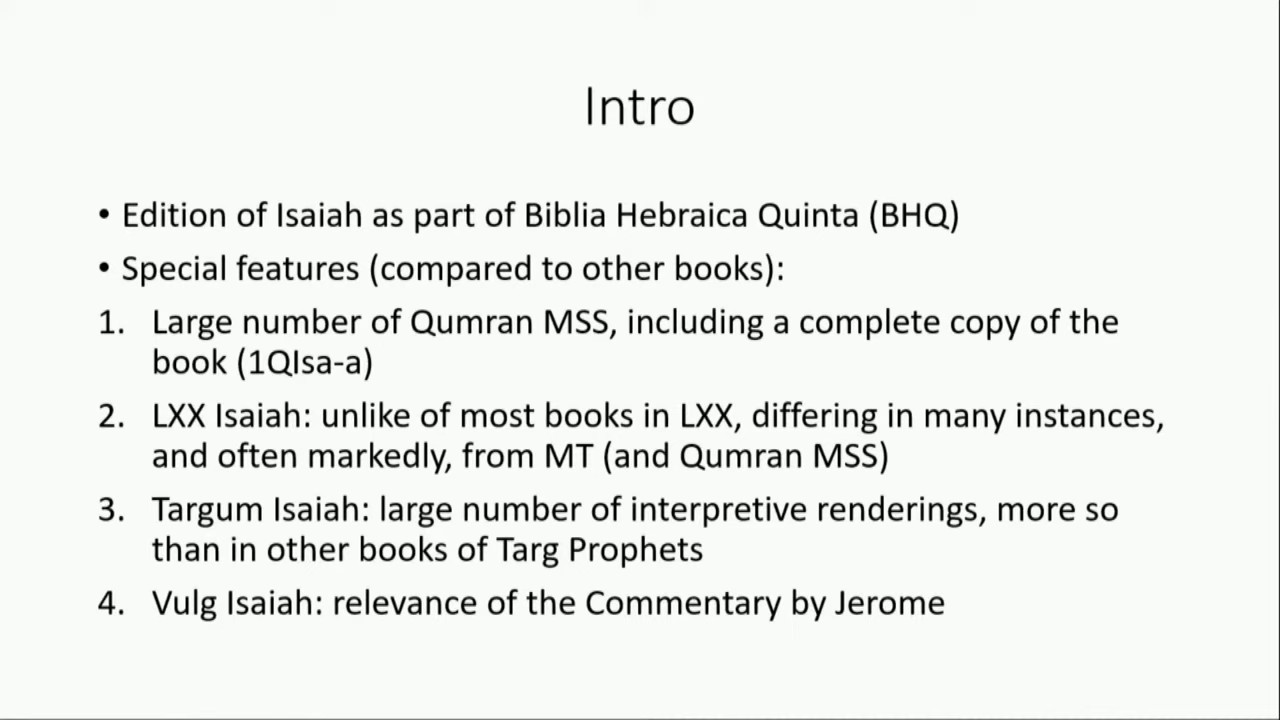 Intro
• Edition of Isaiah as part of Biblia Hebraica Quinta (BHQ)
• Special features (compared to other books):
1. Large number of Qumran MSS, including a complete copy of the
book (1QIsa-a)
2. LXX Isaiah: unlike of most books in LXX, differing in many instances,
and often markedly, from MT (and Qumran MSS)
3. Targum Isaiah: large number of interpretive renderings, more so
than in other books of Targ Prophets
4. Vulg Isaiah: relevance of the Commentary by Jerome